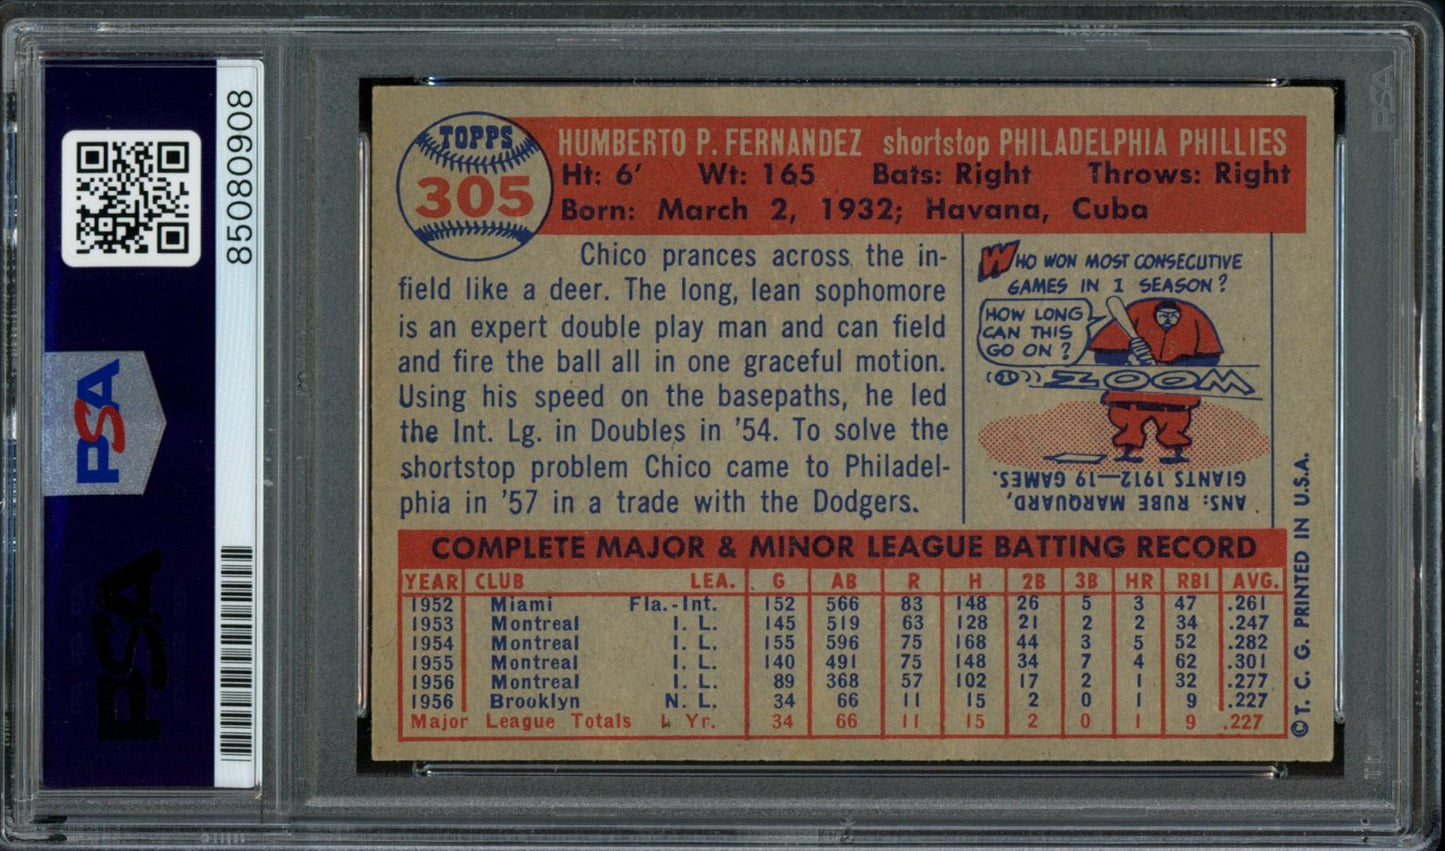 85080908
PSA
PSA
PSA
TOPPS
305
HUMBERTO P. FERNANDEZ shortstop PHILADELPHIA PHILLIES
Ht: 6' Wt: 165 Bats: Right Throws: Right
Born: March 2, 1932; Havana, Cuba
Chico prances across the in-
field like a deer. The long, lean sophomore
is an expert double play man and can field
and fire the ball all in one graceful motion.
Using his speed on the basepaths, he led
the Int. Lg. in Doubles in '54. To solve the
shortstop problem Chico came to Philadel-
phia in '57 in a trade with the Dodgers.
WHO WON MOST CONSECUTIVE
GAMES IN 1 SEASON?
HOW LONG
CAN THIS
GO ON?
ZOOM
ANS: RUBE MARQUARD,
GIANTS 1912—19 GAMES.
COMPLETE MAJOR & MINOR LEAGUE BATTING RECORD
YEAR CLUB LEA. G AB R H 2B 3B HR RBI AVG.
1952 Miami Fla.-Int. 152 566 83 148 26 5 3 47 .261
1953 Montreal I. L. 145 519 63 128 21 2 2 34 .247
1954 Montreal I. L. 155 596 75 168 44 3 5 52 .282
1955 Montreal I. L. 140 491 75 148 34 7 4 62 .301
1956 Montreal I. L. 89 368 57 102 17 2 1 32 .277
1956 Brooklyn N. L. 34 66 11 15 2 0 1 9 .227
Major League Totals 1 Yr. 34 66 11 15 2 0 1 9 .227
©T. C. G. PRINTED IN U.S.A.